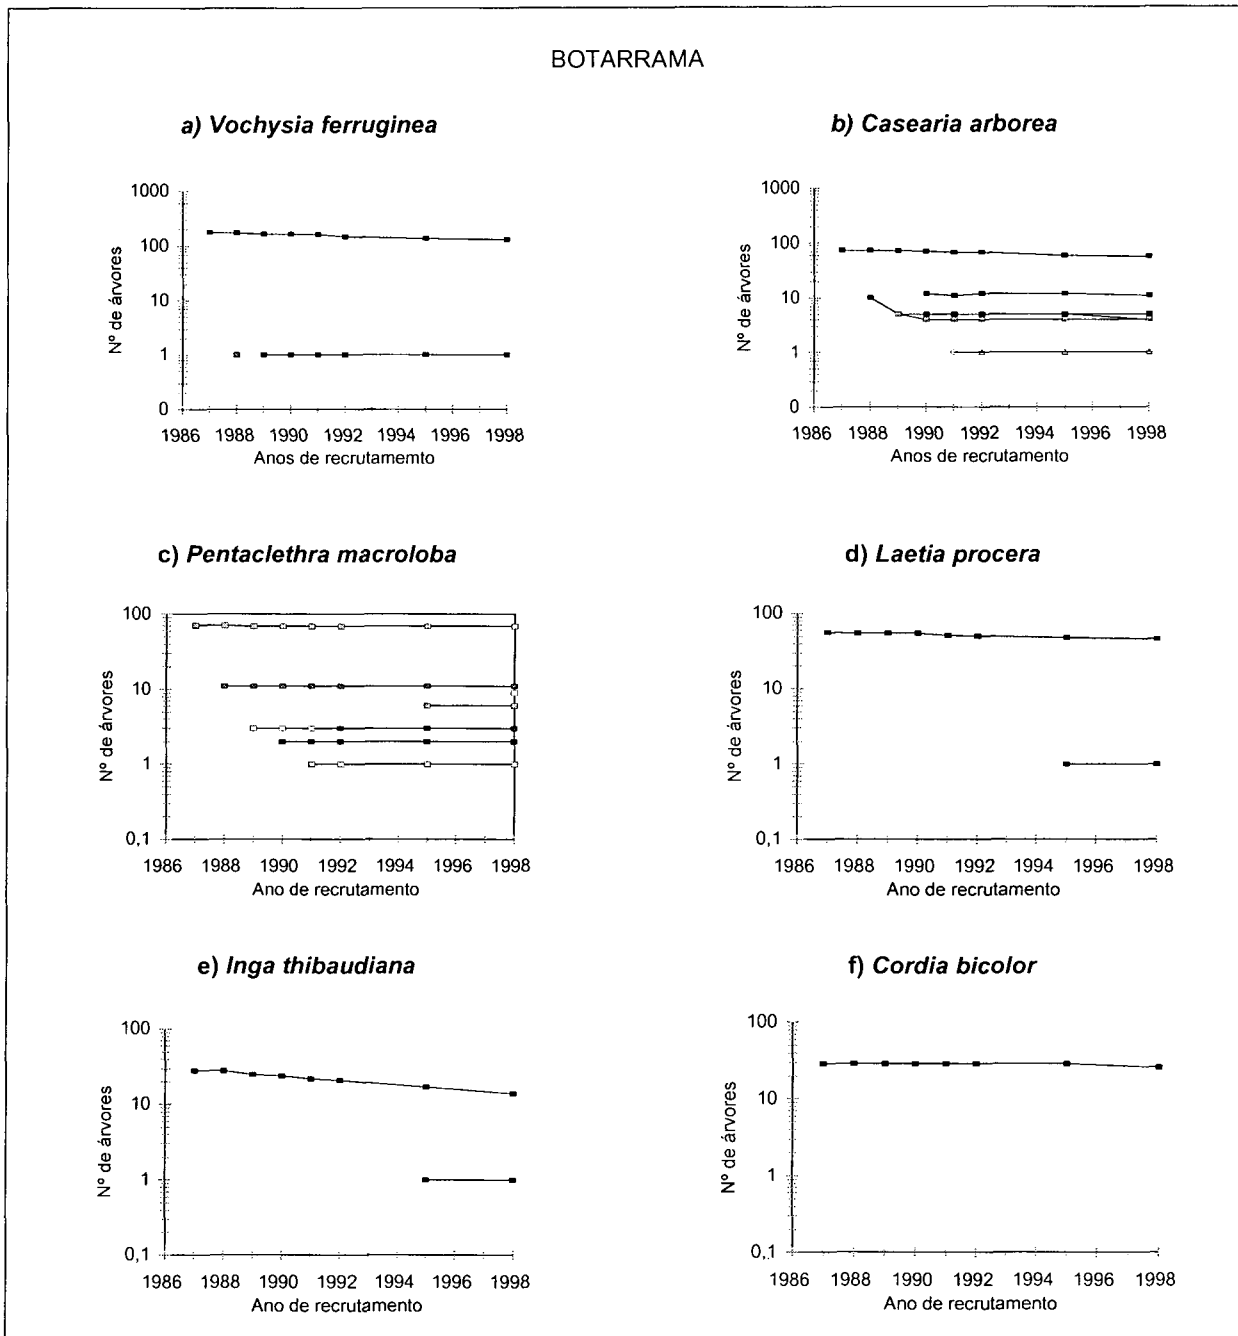 BOTARRAMA
a) Vochysia ferruginea
Nº de árvores
1000
100
10
1
0
1986 1988 1990 1992 1994 1996 1998
Anos de recrutamemto
b) Casearia arborea
Nº de árvores
1000
100
10
1
0
1986 1988 1990 1992 1994 1996 1998
Anos de recrutamento
c) Pentaclethra macroloba
Nº de árvores
100
10
1
0,1
1986 1988 1990 1992 1994 1996 1998
Ano de recrutamento
d) Laetia procera
Nº de árvores
100
10
1
0,1
1986 1988 1990 1992 1994 1996 1998
Ano de recrutamento
e) Inga thibaudiana
Nº de árvores
100
10
1
0,1
1986 1988 1990 1992 1994 1996 1998
Ano de recrutamento
f) Cordia bicolor
Nº de árvores
100
10
1
0,1
1986 1988 1990 1992 1994 1996 1998
Ano de recrutamento